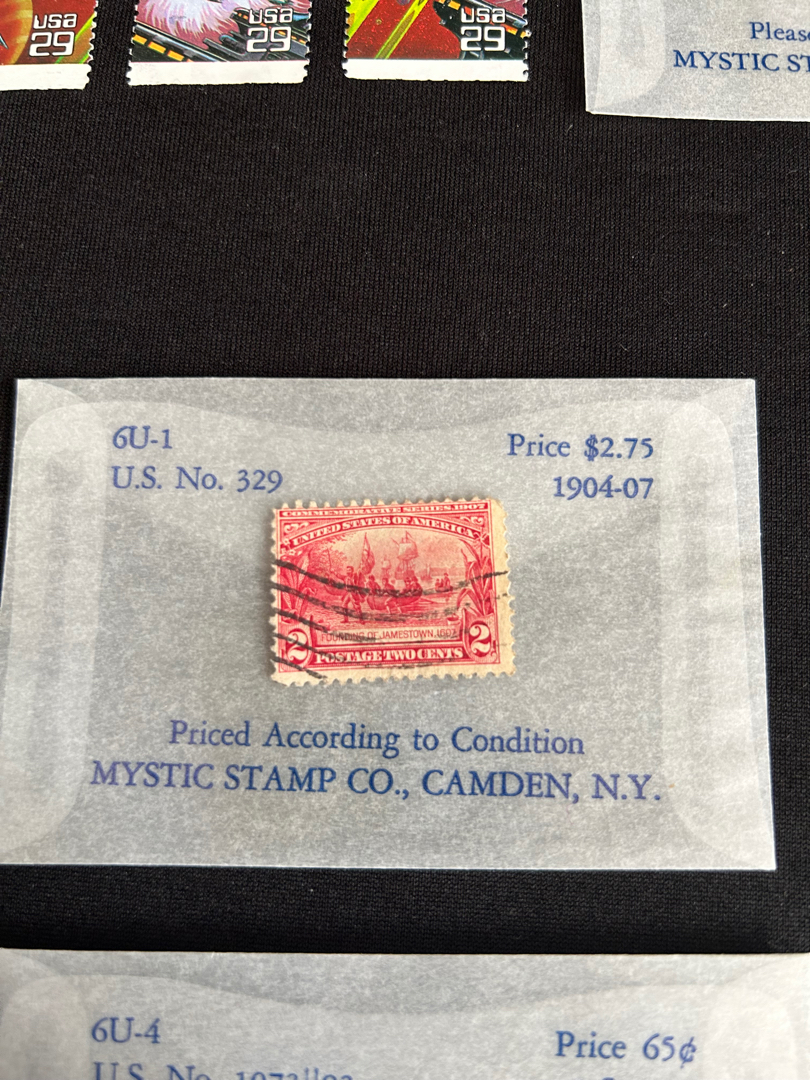 USA
29
USA
29
USA
29
Please
MYSTIC ST
6U-1
Price $2.75
U.S. No. 329
1904-07
COMMEMORATIVE SERIES, 1907
UNITED STATES OF AMERICA
FOUNDING OF JAMESTOWN, 1607
2 2
POSTAGE TWO CENTS
Priced According to Condition
MYSTIC STAMP CO., CAMDEN, N.Y.
6U-4
Price 65¢
U.S. No.